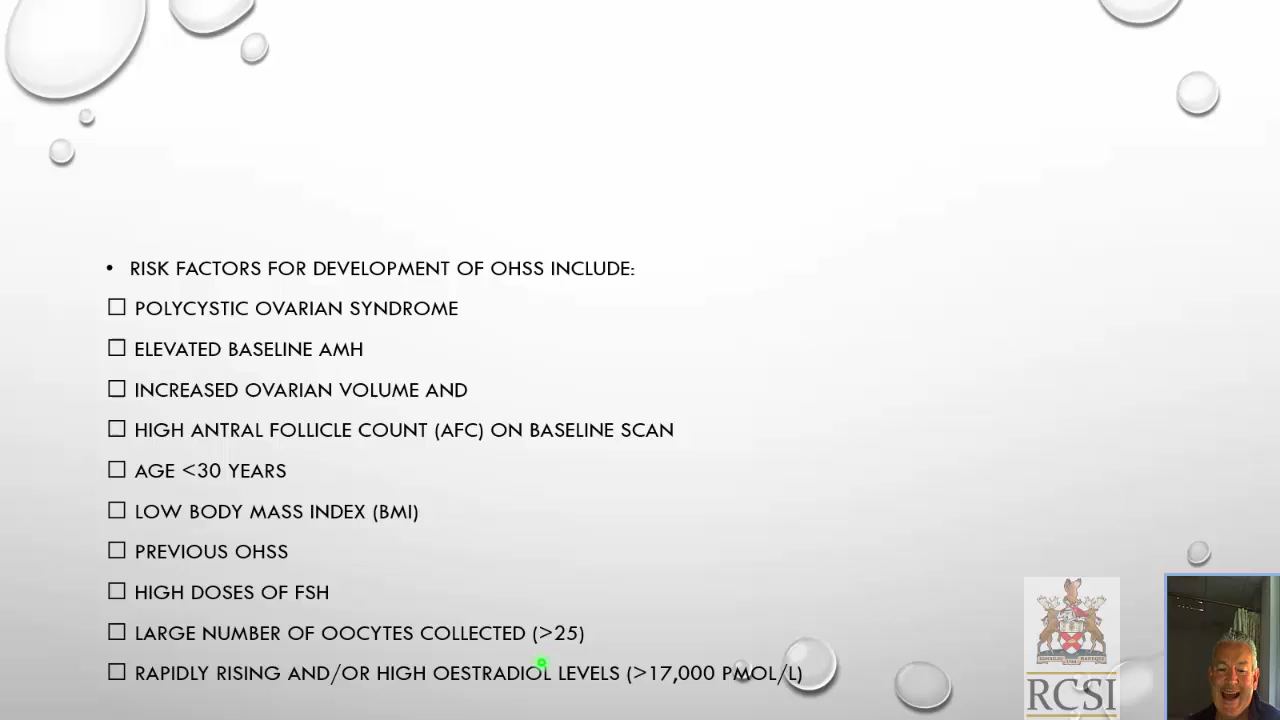 • RISK FACTORS FOR DEVELOPMENT OF OHSS INCLUDE:
☐ POLYCYSTIC OVARIAN SYNDROME
☐ ELEVATED BASELINE AMH
☐ INCREASED OVARIAN VOLUME AND
☐ HIGH ANTRAL FOLLICLE COUNT (AFC) ON BASELINE SCAN
☐ AGE <30 YEARS
☐ LOW BODY MASS INDEX (BMI)
☐ PREVIOUS OHSS
☐ HIGH DOSES OF FSH
☐ LARGE NUMBER OF OOCYTES COLLECTED (>25)
☐ RAPIDLY RISING AND/OR HIGH OESTRADIOL LEVELS (>17,000 PMOL/L)
RCSI